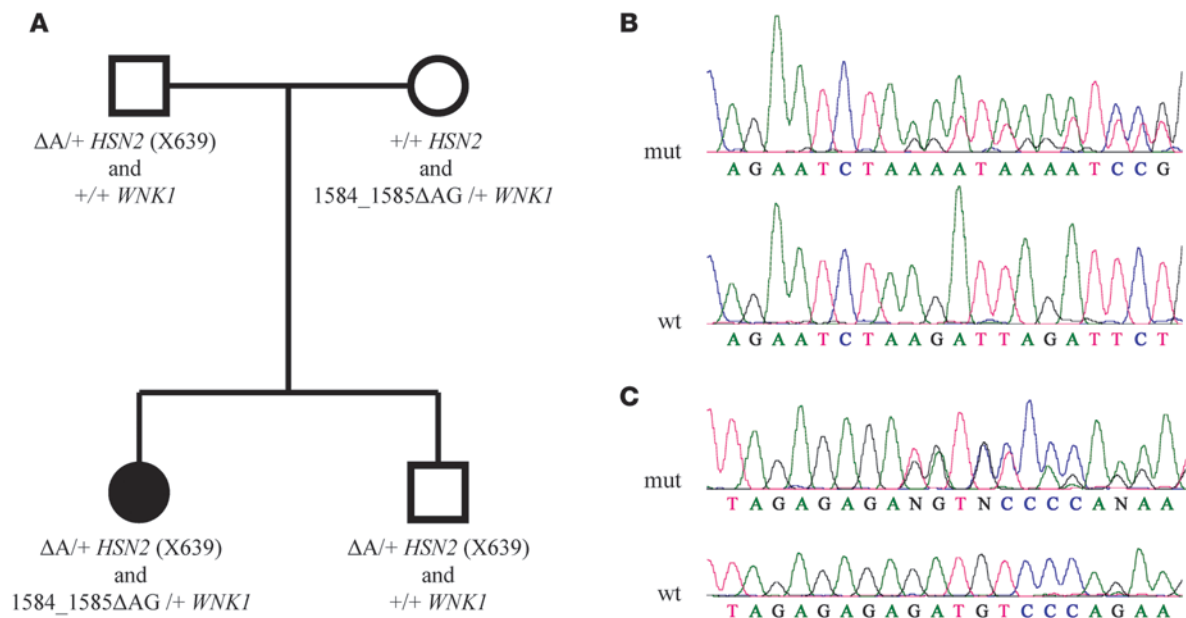 A
ΔA/+ HSN2 (X639)
and
+/+ WNK1
+/+ HSN2
and
1584_1585ΔAG /+ WNK1
ΔA/+ HSN2 (X639)
and
1584_1585ΔAG /+ WNK1
ΔA/+ HSN2 (X639)
and
+/+ WNK1
B
mut
A G A A T C T A A A A T A A A A T C C G
wt
A G A A T C T A A G A T T A G A T T C T
C
mut
T A G A G A G A N G T N C C C C A N A A
wt
T A G A G A G A G A T G T C C C A G A A